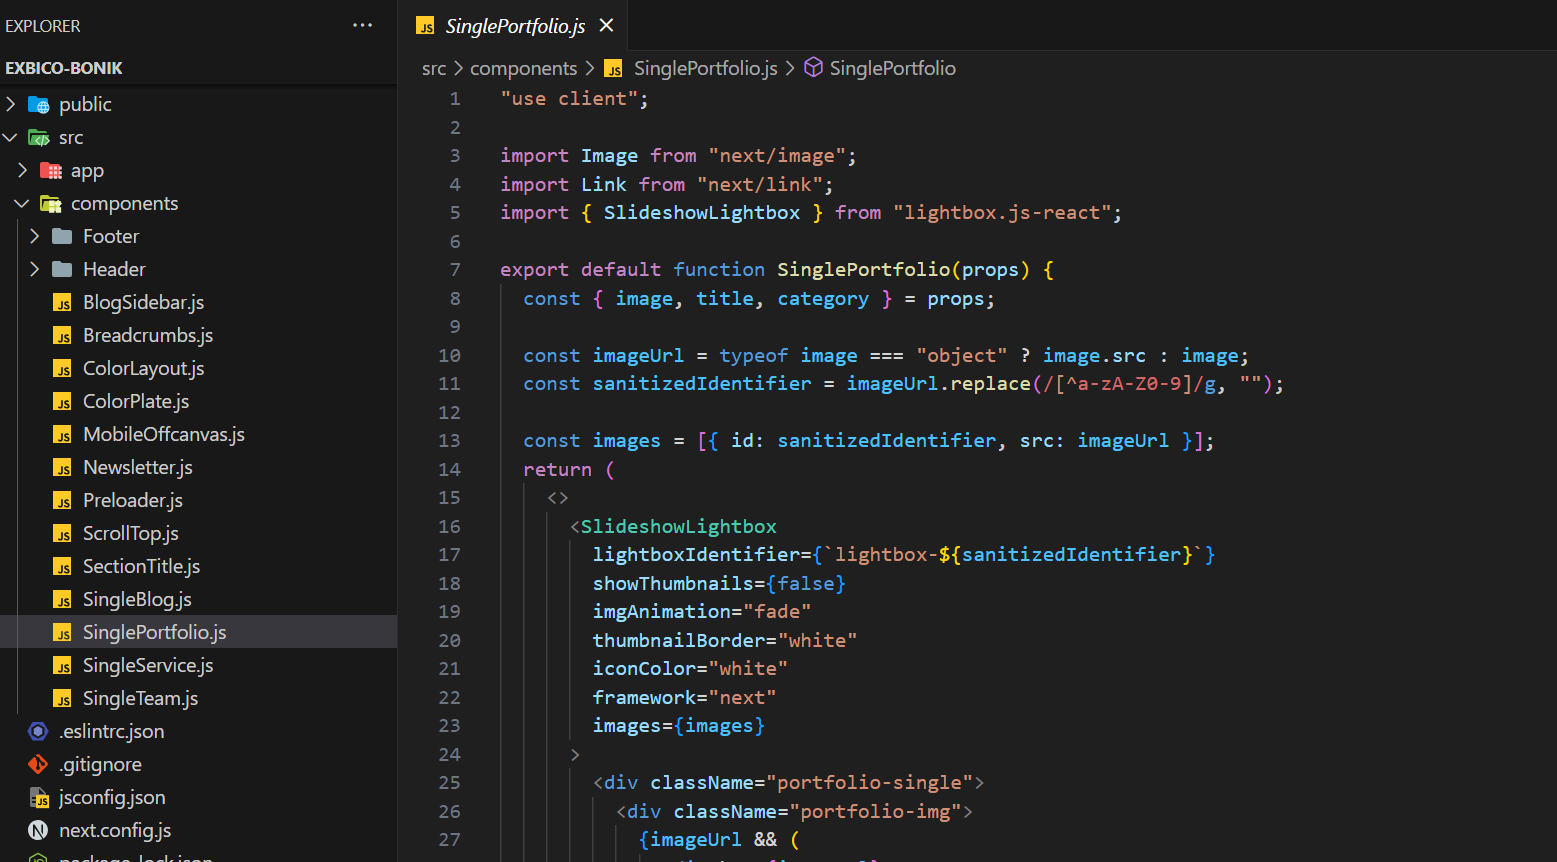 EXPLORER
EXBICO-BONIK
public
src
app
components
Footer
Header
BlogSidebar.js
Breadcrumbs.js
ColorLayout.js
ColorPlate.js
MobileOffcanvas.js
Newsletter.js
Preloader.js
ScrollTop.js
SectionTitle.js
SingleBlog.js
SinglePortfolio.js
SingleService.js
SingleTeam.js
.eslintrc.json
.gitignore
jsconfig.json
next.config.js
package-lock.json
SinglePortfolio.js
src > components > SinglePortfolio.js > SinglePortfolio
1 "use client";
2
3 import Image from "next/image";
4 import Link from "next/link";
5 import { SlideshowLightbox } from "lightbox.js-react";
6
7 export default function SinglePortfolio(props) {
8 const { image, title, category } = props;
9
10 const imageUrl = typeof image === "object" ? image.src : image;
11 const sanitizedIdentifier = imageUrl.replace(/[^a-zA-Z0-9]/g, "");
12
13 const images = [{ id: sanitizedIdentifier, src: imageUrl }];
14 return (
15 <>
16 <SlideshowLightbox
17 lightboxIdentifier={`lightbox-${sanitizedIdentifier}`}
18 showThumbnails={false}
19 imgAnimation="fade"
20 thumbnailBorder="white"
21 iconColor="white"
22 framework="next"
23 images={images}
24 >
25 <div className="portfolio-single">
26 <div className="portfolio-img">
27 {imageUrl && (